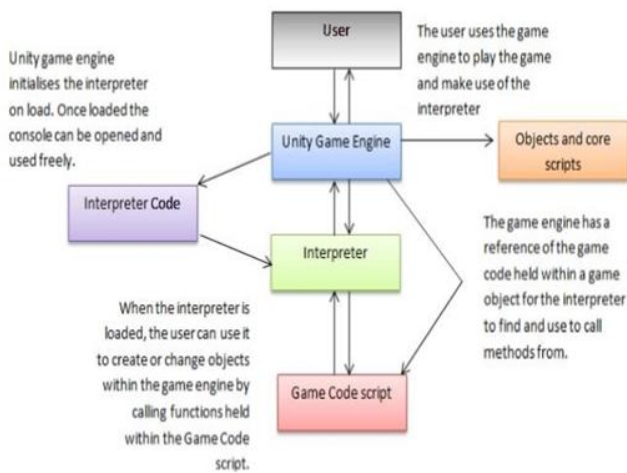 User
The user uses the game
engine to play the game
and make use of the
interpreter
Unity game engine
initialises the interpreter
on load. Once loaded the
console can be opened and
used freely.
Unity Game Engine
Objects and core
scripts
Interpreter Code
Interpreter
The game engine has a
reference of the game
code held within a game
object for the interpreter
to find and use to call
methods from.
When the interpreter is
loaded, the user can use it
to create or change objects
within the game engine by
calling functions held
within the Game Code
script.
Game Code script